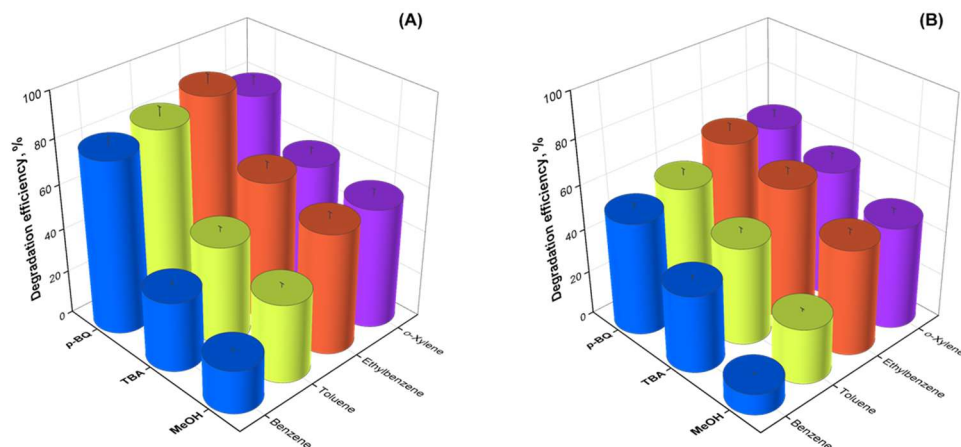 (A)
Degradation efficiency, %
100
80
60
40
20
0
p-BQ
TBA
MeOH
Benzene
Toluene
Ethylbenzene
o-Xylene
(B)
Degradation efficiency, %
100
80
60
40
20
0
p-BQ
TBA
MeOH
Benzene
Toluene
Ethylbenzene
o-Xylene